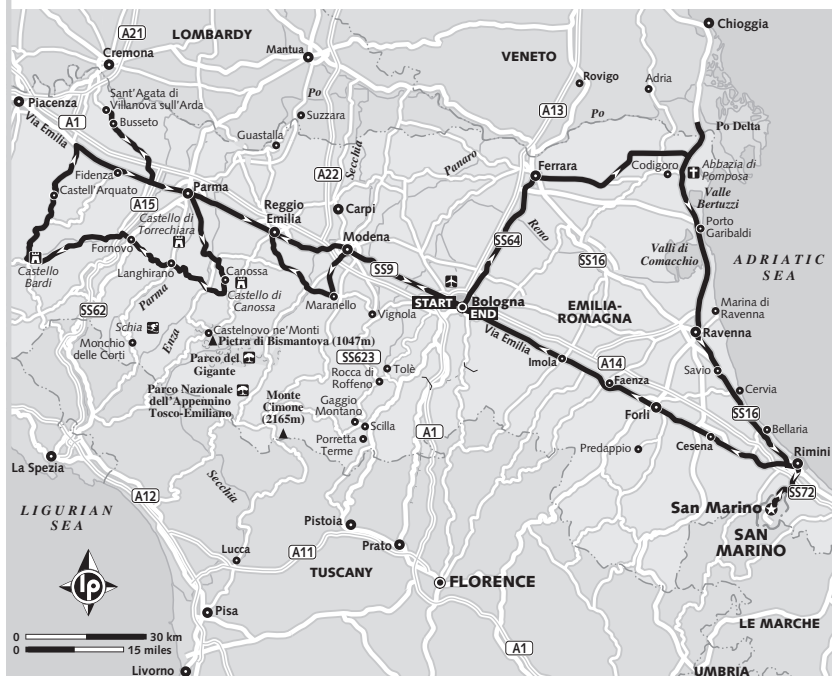 A21
LOMBARDY
Cremona
Mantua
Chioggia
VENETO
Rovigo
Adria
Sant'Agata di
Villanova sull'Arda
Piacenza
Via Emilia
A1
Busseto
Po
Suzzara
A13
Po
Po Delta
Guastalla
Secchia
A22
Panaro
Ferrara
Codigoro
Abbazia di
Pomposa
Fidenza
Castell'Arquato
Parma
A15
Castello di
Torrechiara
Reggio
Emilia
Carpi
Modena
SS64
Reno
Valle
Bertuzzi
Porto
Garibaldi
Valli di
Comacchio
ADRIATIC
SEA
Fornovo
Langhirano
Castello
Bardi
Canossa
Castello di
Canossa
SS9
SS16
Maranello
START
Bologna
END
EMILIA-
ROMAGNA
Marina di
Ravenna
Parma
SS62
Schia
Enza
Monchio
delle Corti
Castelnovo ne'Monti
Pietra di Bismantova (1047m)
Vignola
Via Emilia
Ravenna
Parco del
Gigante
SS623
Rocca di
Roffeno
Tolè
Imola
A14
Faenza
Savio
Cervia
Parco Nazionale
dell'Appennino
Tosco-Emiliano
Monte
Cimone
(2165m)
Gaggio
Montano
Scilla
Porretta
Terme
A1
Forlì
SS16
Bellaria
Predappio
Cesena
Rimini
La Spezia
Secchia
A12
SS72
San Marino
SAN
MARINO
LIGURIAN
SEA
Pistoia
Prato
Lucca
A11
TUSCANY
FLORENCE
lp
Pisa
LE MARCHE
0 30 km
0 15 miles
A1
Livorno
UMBRIA